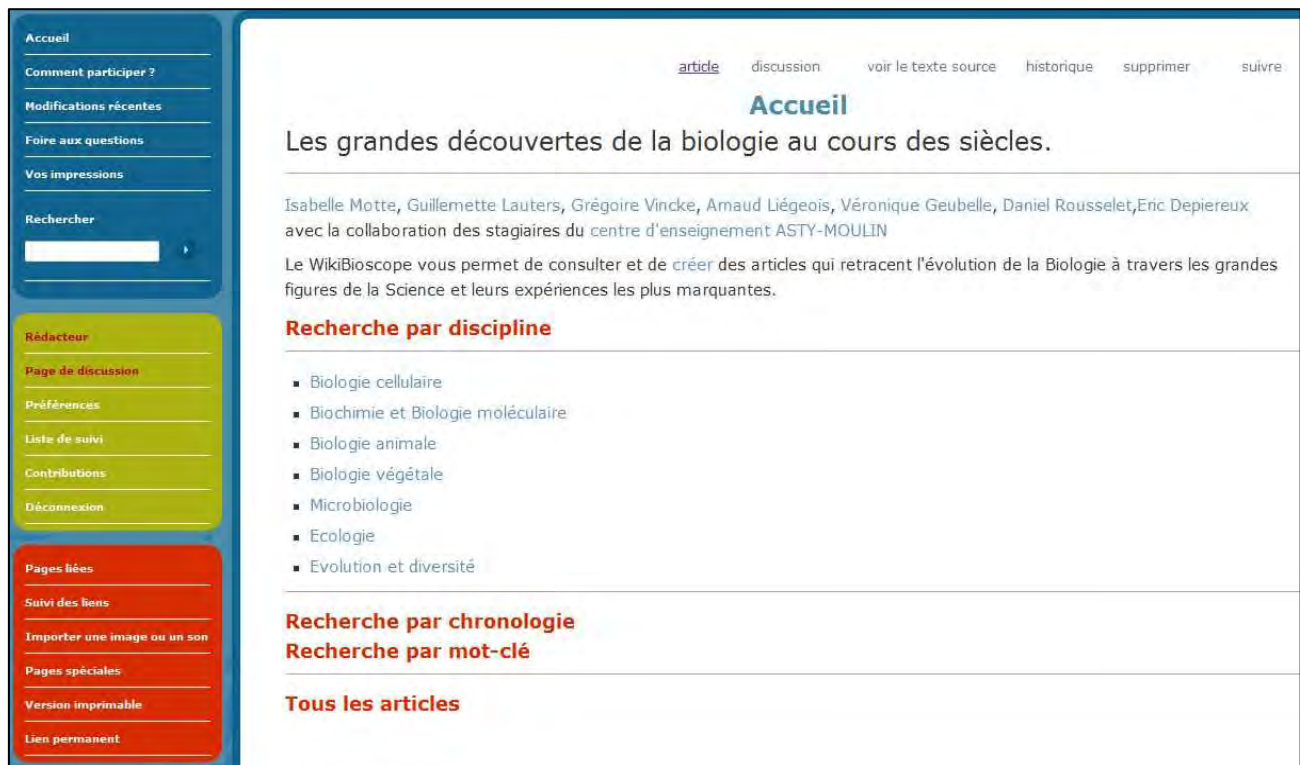 Accueil
Comment participer ?
Modifications récentes
Foire aux questions
Vos impressions
Rechercher
Rédacteur
Page de discussion
Préférences
Liste de suivi
Contributions
Déconnexion
Pages liées
Suivi des liens
Importer une image ou un son
Pages spéciales
Version imprimable
Lien permanent
article discussion voir le texte source historique supprimer suivre
Accueil
Les grandes découvertes de la biologie au cours des siècles.
Isabelle Motte, Guillemette Lauters, Grégoire Vincke, Arnaud Liégeois, Véronique Geubelle, Daniel Rousselet,Eric Depiereux
avec la collaboration des stagiaires du centre d'enseignement ASTY-MOULIN
Le WikiBioscope vous permet de consulter et de créer des articles qui retracent l'évolution de la Biologie à travers les grandes
figures de la Science et leurs expériences les plus marquantes.
Recherche par discipline
Biologie cellulaire
Biochimie et Biologie moléculaire
Biologie animale
Biologie végétale
Microbiologie
Ecologie
Evolution et diversité
Recherche par chronologie
Recherche par mot-clé
Tous les articles